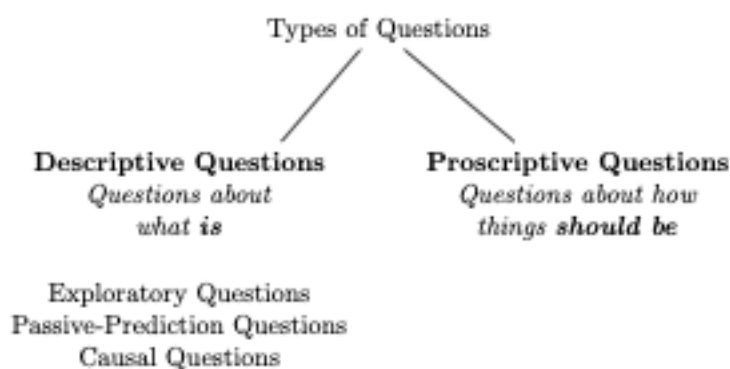 Types of Questions
Descriptive Questions
Questions about
what is
Proscriptive Questions
Questions about how
things should be
Exploratory Questions
Passive-Prediction Questions
Causal Questions